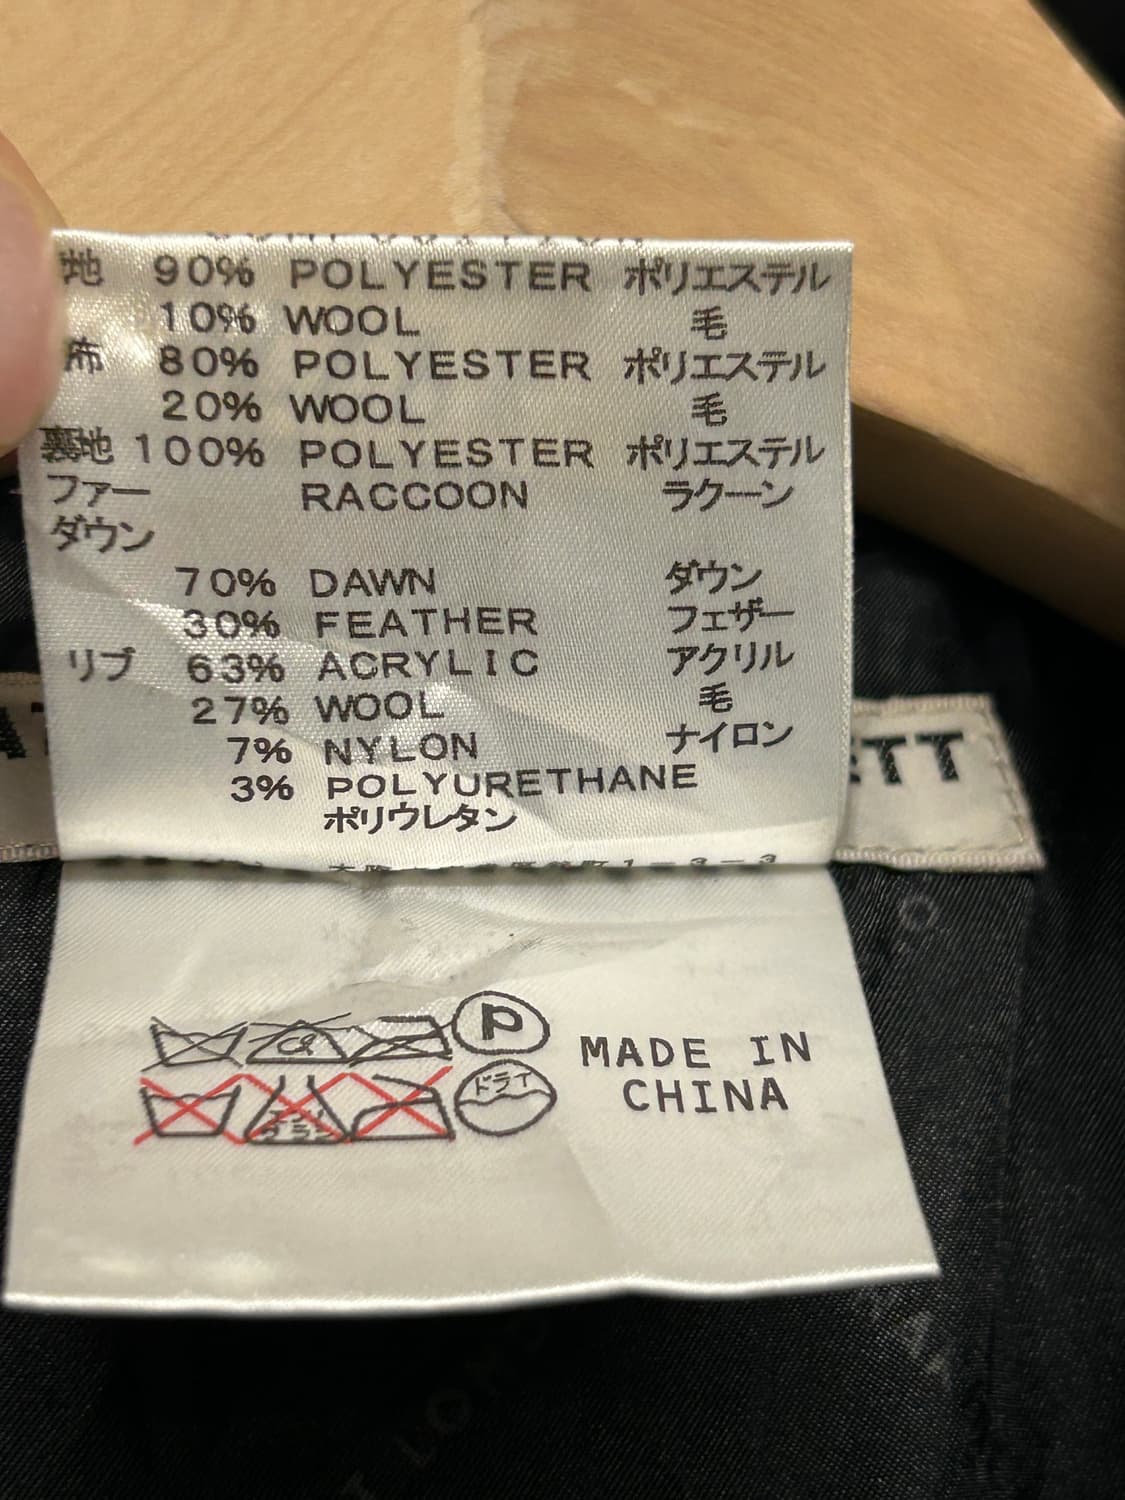 地 90% POLYESTER ポリエステル
10% WOOL 毛
布 80% POLYESTER ポリエステル
20% WOOL 毛
裏地 100% POLYESTER ポリエステル
ファー RACCOON ラクーン
ダウン
70% DAWN ダウン
30% FEATHER フェザー
リブ 63% ACRYLIC アクリル
27% WOOL 毛
7% NYLON ナイロン
3% POLYURETHANE
ポリウレタン
1-3-3
ETT
P
ドライ
MADE IN
CHINA